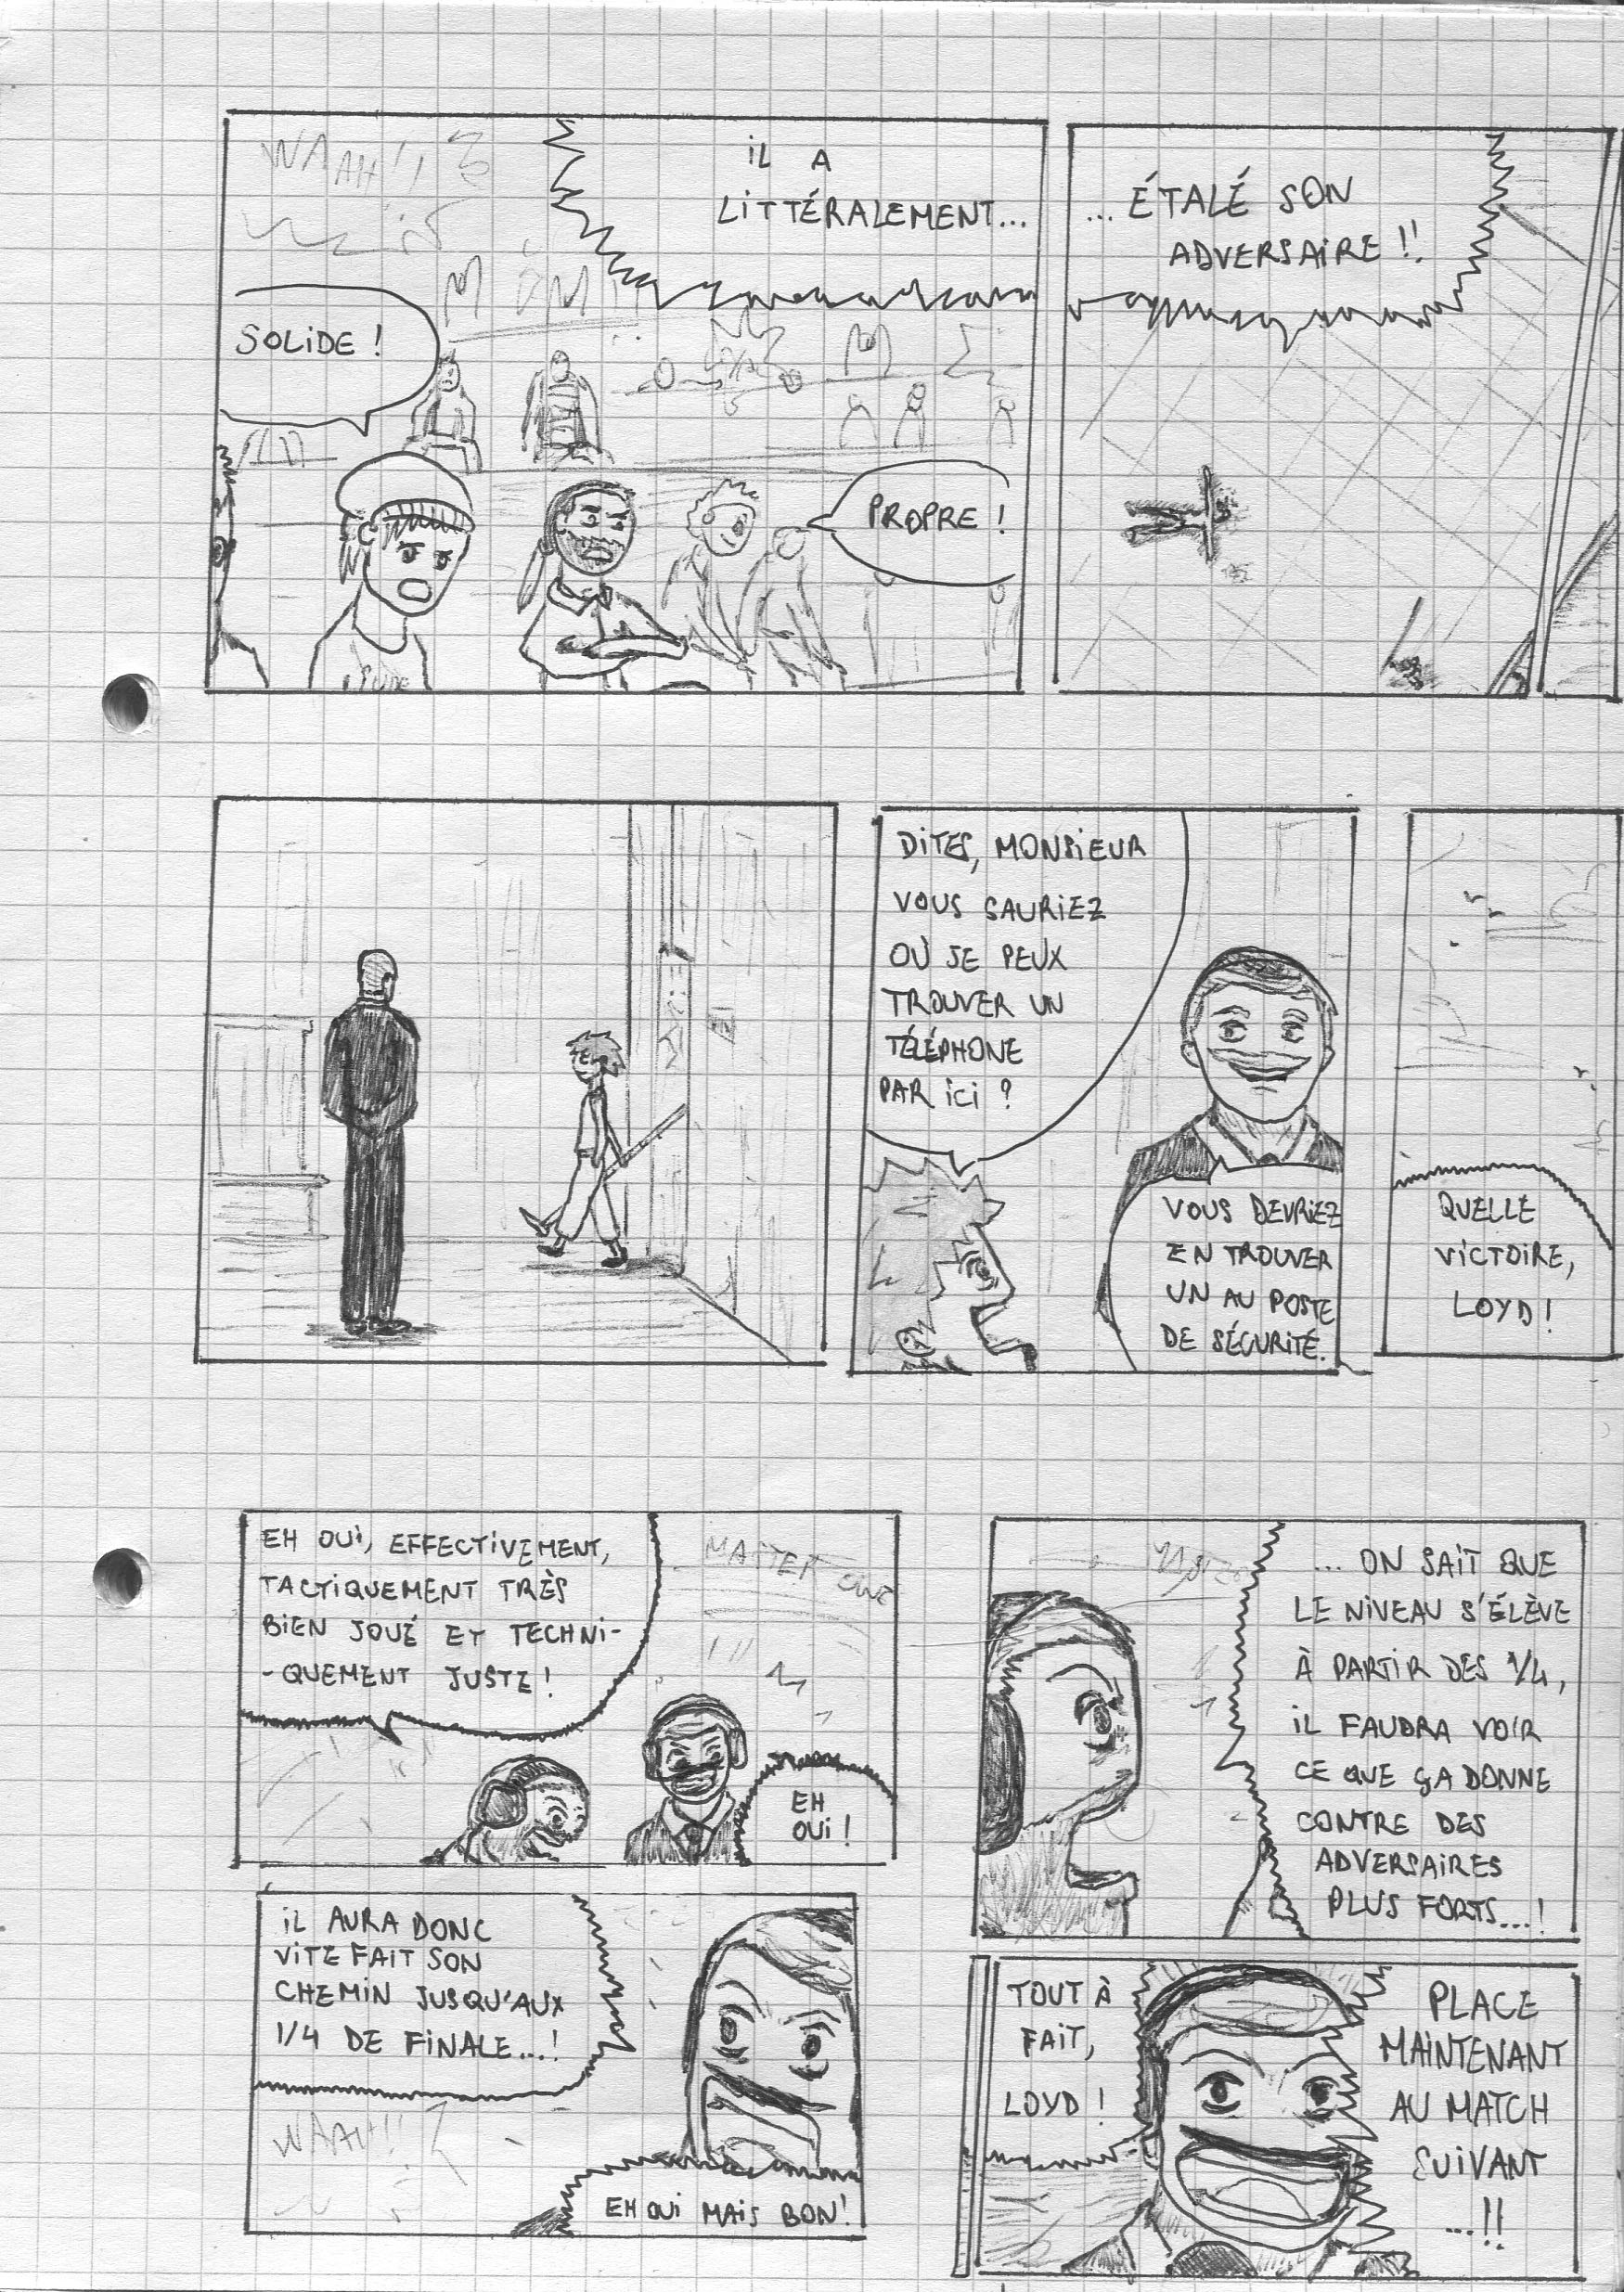 WAAH!!
iL A
LiTTÉRALEMENT...
SOLiDE !
PROPRE !
... ÉTALÉ SON
ADVERSAiRE !!
DiTES, MONSiEUR
VOUS SAURiEZ
OÙ JE PEUX
TROUVER UN
TÉLÉPHONE
PAR iCi ?
VOUS DEVRiEZ
EN TROUVER
UN AU POSTE
DE SÉCURiTÉ.
QUELLE
ViCTOiRE,
LOYD !
EH OUi, EFFECTiVEMENT,
TACTiQUEMENT TRÈS
BiEN JOUÉ ET TECHNi-
-QUEMENT JUSTE !
MASTER
EH
OUi !
iL AURA DONC
ViTE FAiT SON
CHEMiN JUSQU'AUX
1/4 DE FiNALE...!
WAAH!!
EH OUi MAiS BON!
... ON SAiT QUE
LE NiVEAU S'ÉLÈVE
À PARTiR DES 1/4,
iL FAUDRA VOiR
CE QUE ÇA DONNE
CONTRE DES
ADVERSAiRES
PLUS FORTS...!
TOUT À
FAiT,
LOYD !
PLACE
MAiNTENANT
AU MATCH
SUiVANT
...!!